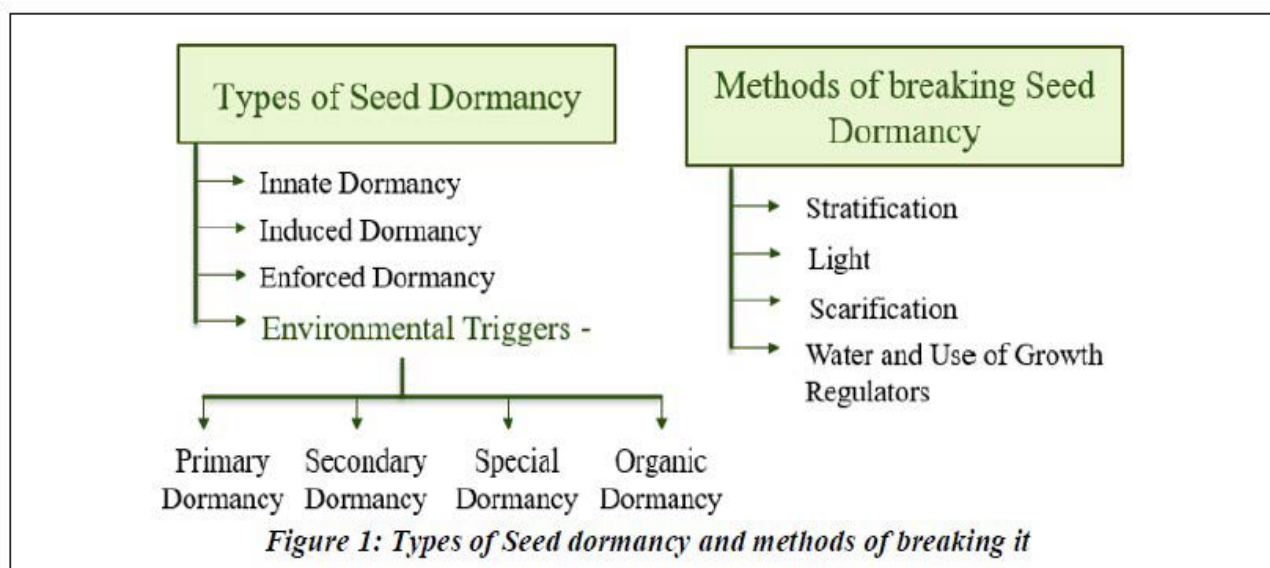 Types of Seed Dormancy
Innate Dormancy
Induced Dormancy
Enforced Dormancy
Environmental Triggers -
Primary
Dormancy
Secondary
Dormancy
Special
Dormancy
Organic
Dormancy
Methods of breaking Seed
Dormancy
Stratification
Light
Scarification
Water and Use of Growth
Regulators
Figure 1: Types of Seed dormancy and methods of breaking it